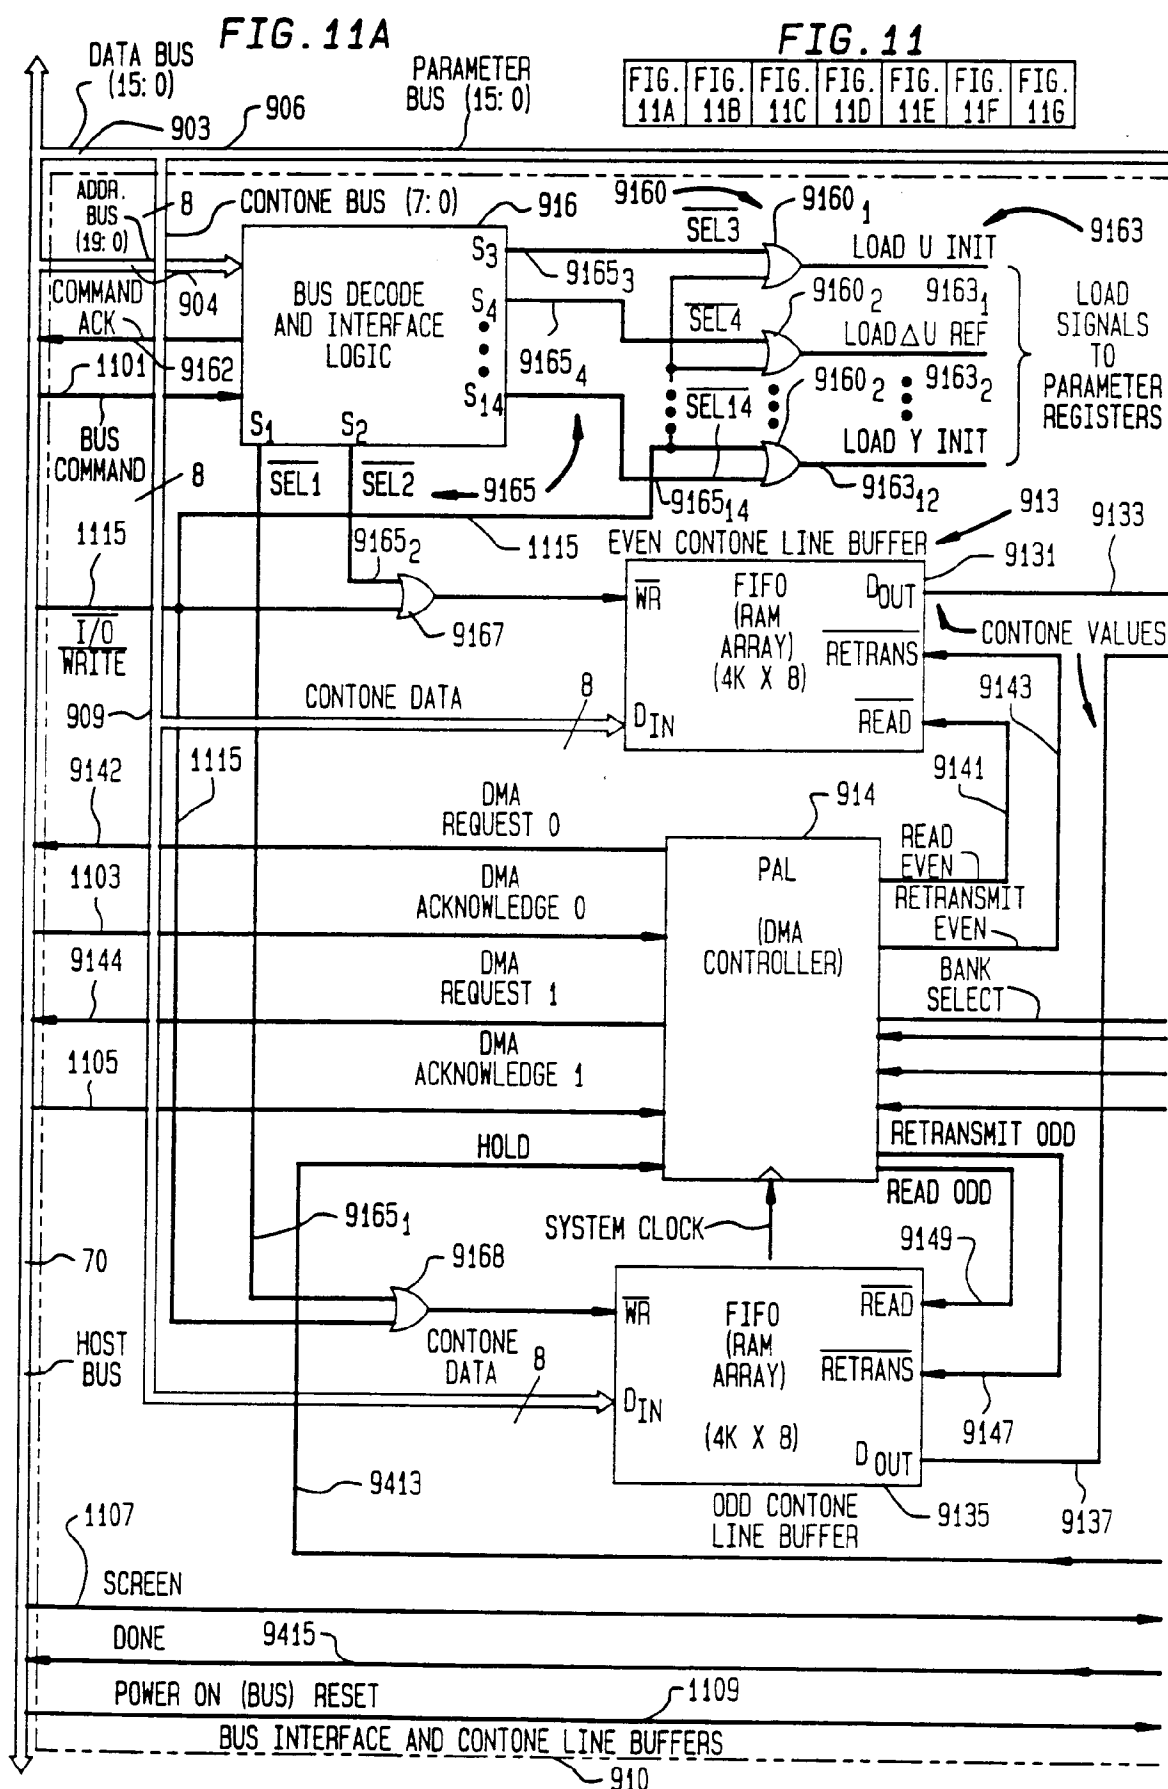 FIG. 11A
FIG. 11
DATA BUS
(15: 0)
PARAMETER
BUS (15: 0)
906
903
FIG. 11A
FIG. 11B
FIG. 11C
FIG. 11D
FIG. 11E
FIG. 11F
FIG. 11G
ADDR.
BUS
(19: 0)
8
CONTONE BUS (7: 0)
916
904
COMMAND
ACK
9162
1101
BUS
COMMAND
8
BUS DECODE
AND INTERFACE
LOGIC
S3
S4
S14
S1
S2
SEL1
SEL2
9165
9160
SEL3
9160 1
9165 3
LOAD U INIT
9163
9163 1
SEL4
9160 2
9165 4
LOAD Δ U REF
9163 2
SEL14
9160 2
LOAD Y INIT
9165 14
9163 12
LOAD
SIGNALS
TO
PARAMETER
REGISTERS
1115
I/O
WRITE
909
9165 2
9167
1115
EVEN CONTONE LINE BUFFER
913
9131
9133
WR
FIFO
(RAM
ARRAY)
(4K X 8)
DOUT
RETRANS
READ
DIN
CONTONE VALUES
9143
CONTONE DATA
8
9141
9142
1115
DMA
REQUEST 0
914
1103
DMA
ACKNOWLEDGE 0
9144
DMA
REQUEST 1
1105
DMA
ACKNOWLEDGE 1
HOLD
PAL
(DMA
CONTROLLER)
READ
EVEN
RETRANSMIT
EVEN
BANK
SELECT
RETRANSMIT ODD
READ ODD
SYSTEM CLOCK
9149
9165 1
9168
70
HOST
BUS
CONTONE
DATA
8
WR
FIFO
(RAM
ARRAY)
(4K X 8)
READ
RETRANS
DIN
D OUT
9147
9413
ODD CONTONE
LINE BUFFER
9135
9137
1107
SCREEN
DONE
9415
POWER ON (BUS) RESET
1109
BUS INTERFACE AND CONTONE LINE BUFFERS
910